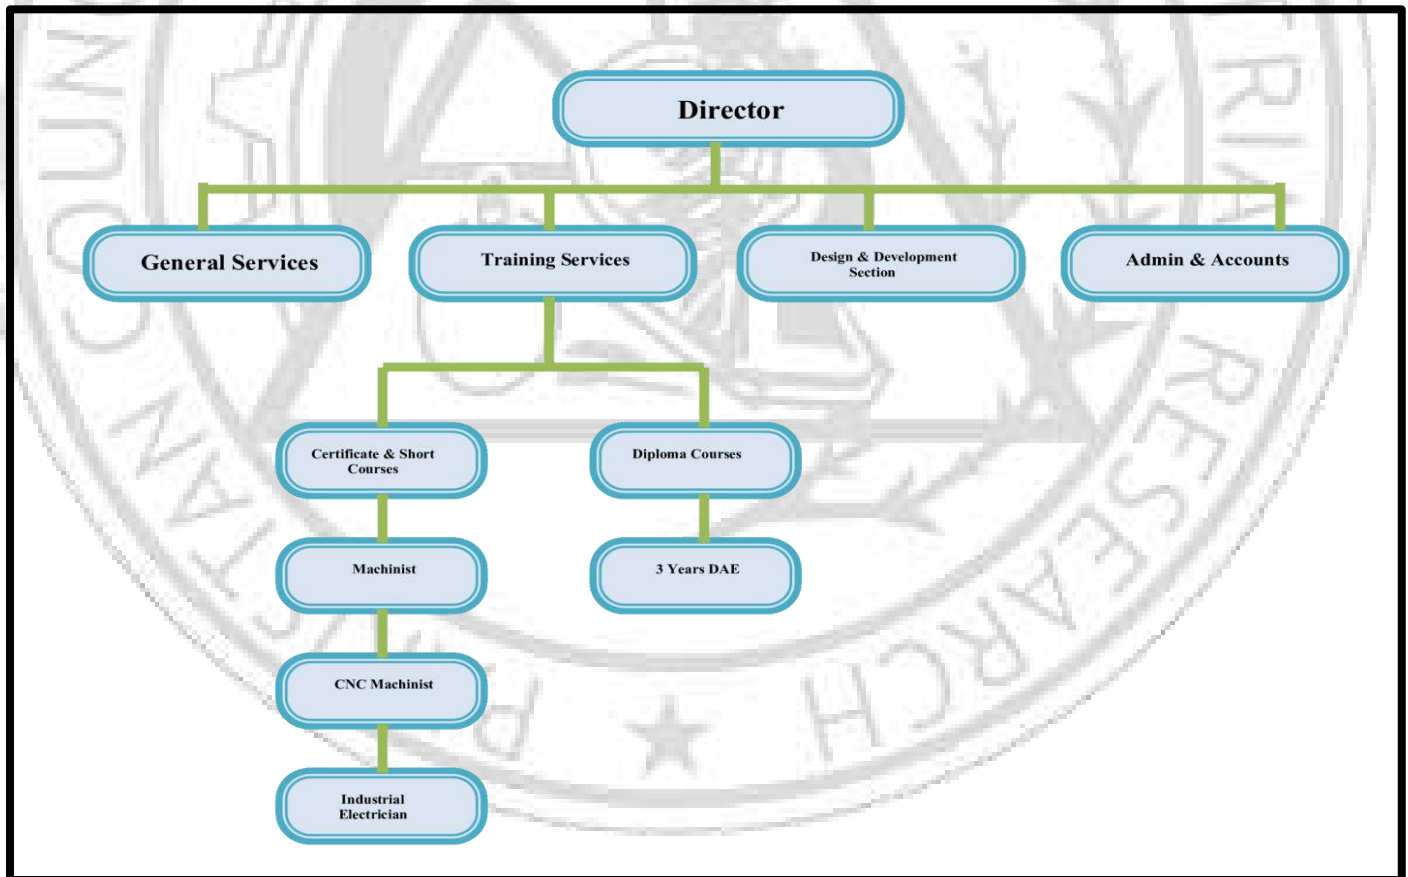 Director
General Services
Training Services
Design & Development
Section
Admin & Accounts
Certificate & Short
Courses
Diploma Courses
Machinist
3 Years DAE
CNC Machinist
Industrial
Electrician
RESEARCH